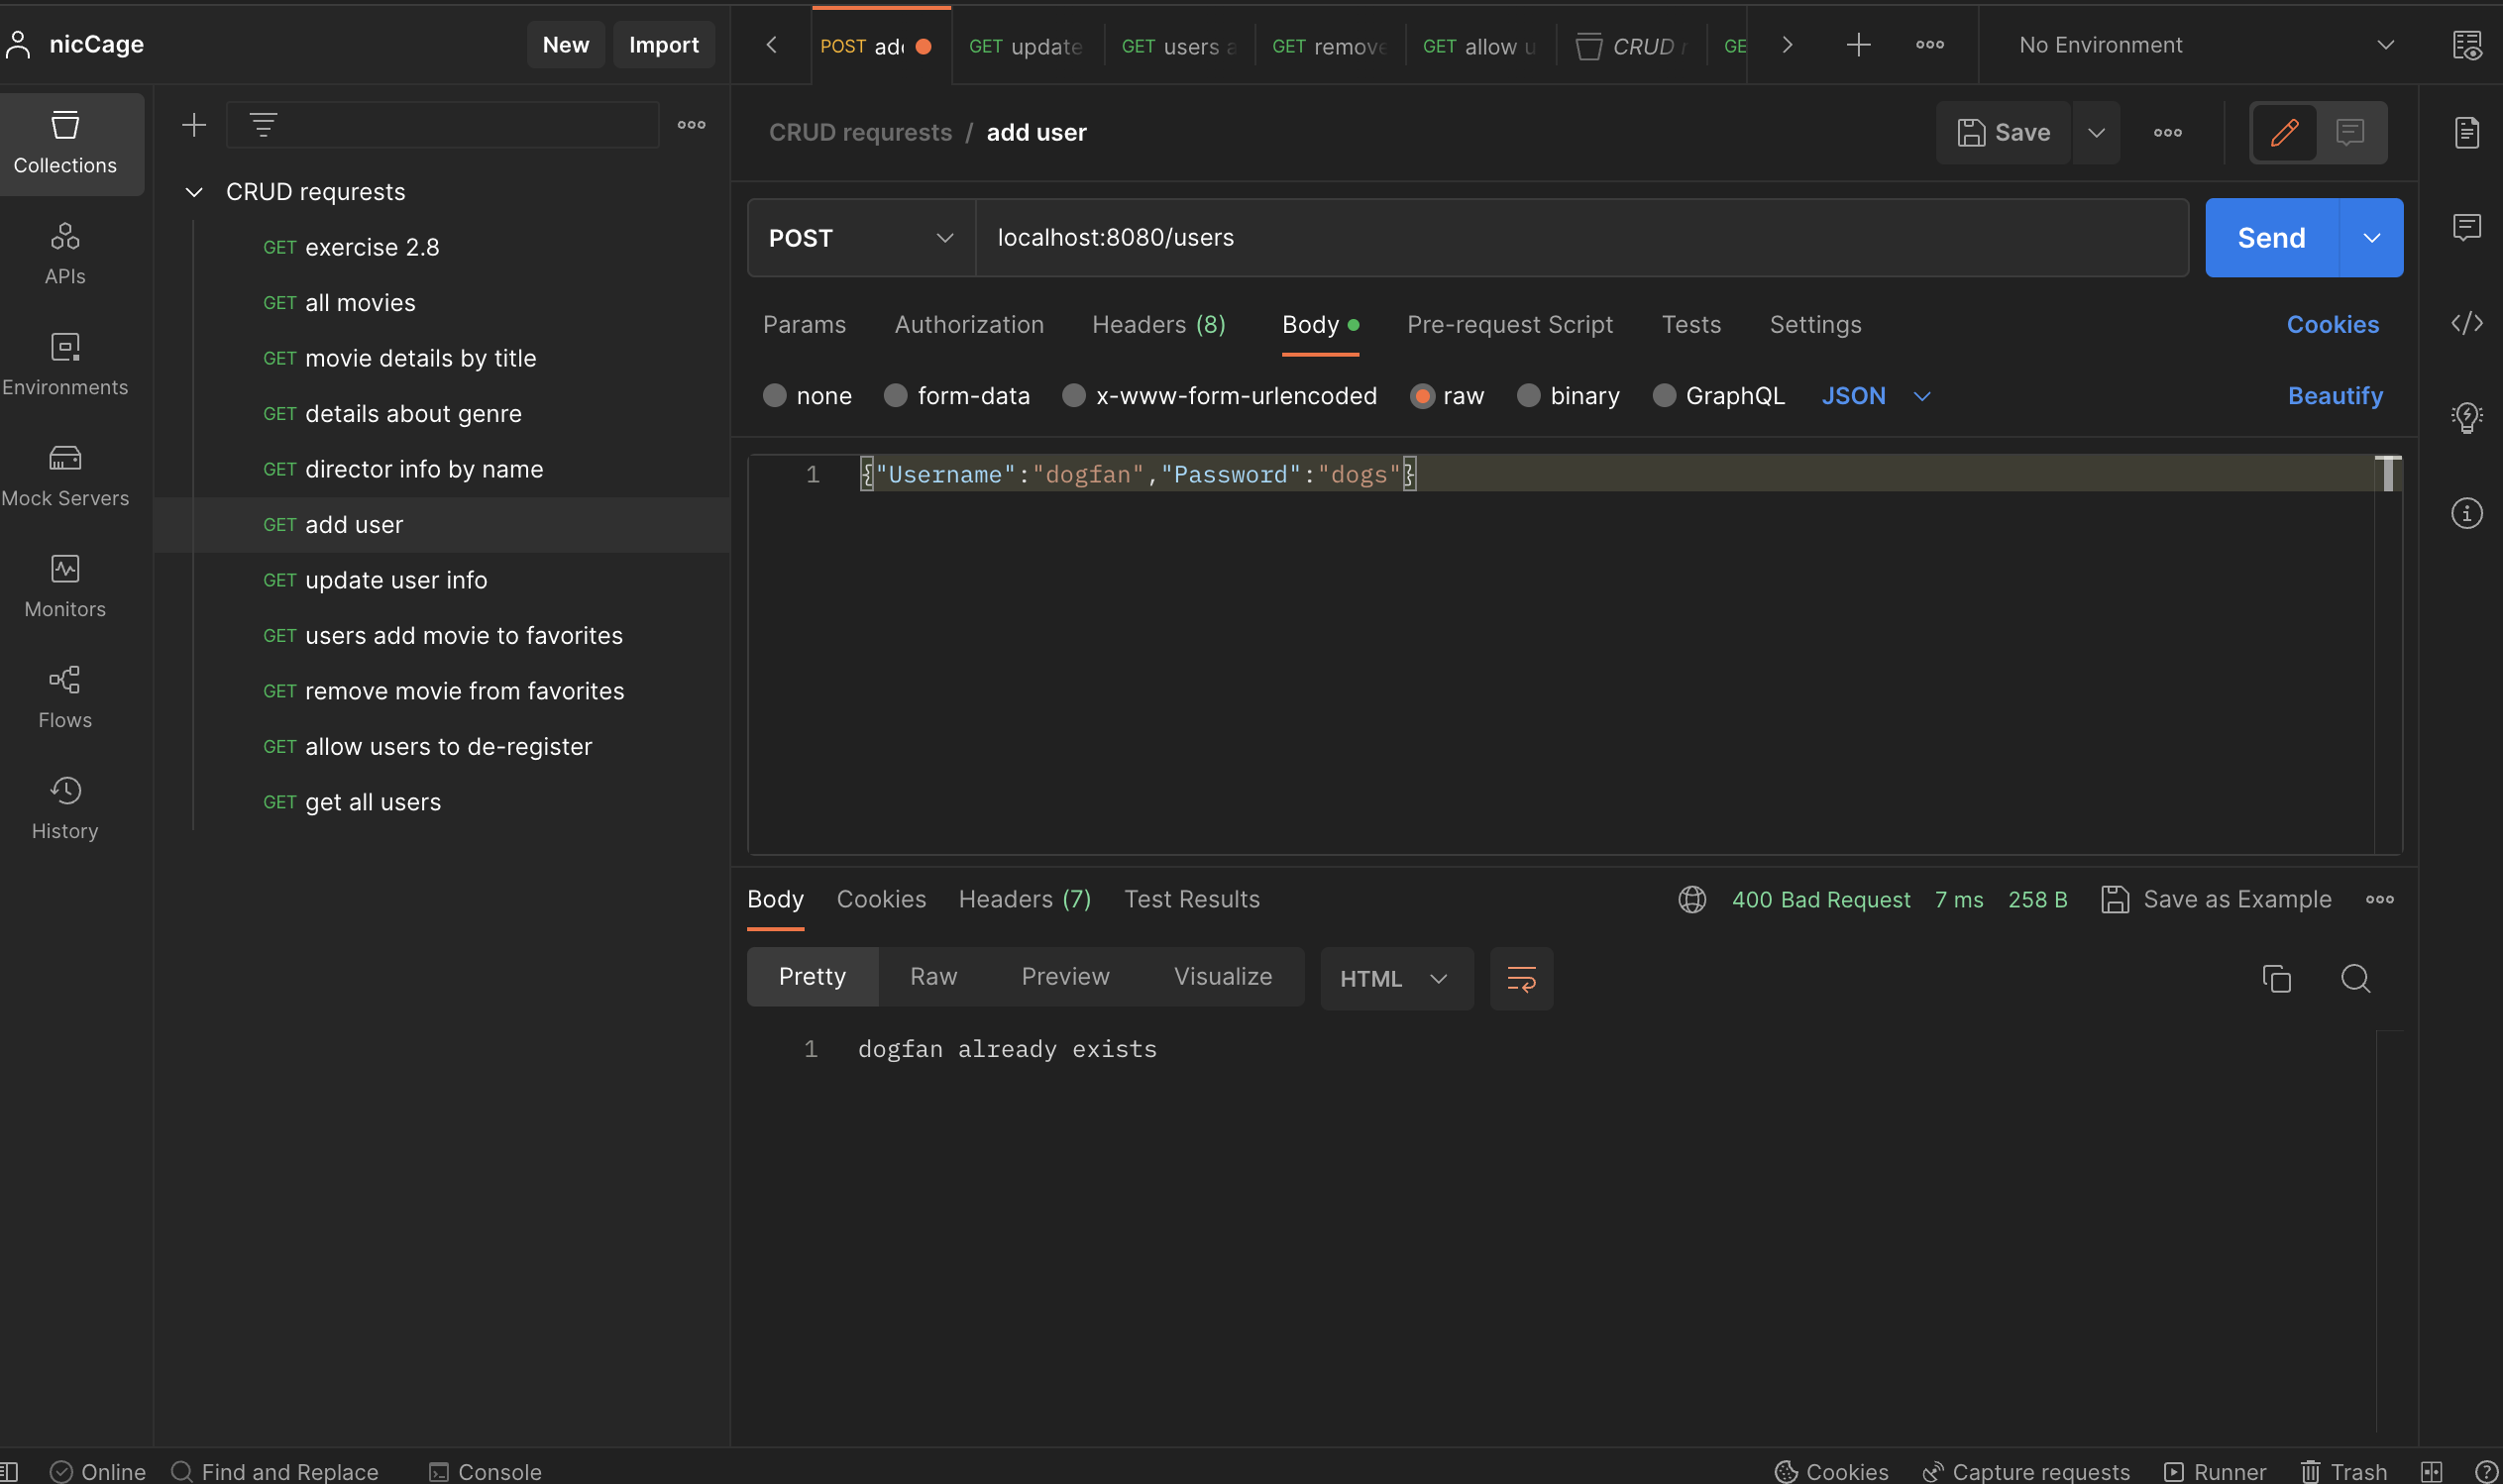 nicCage New Import
POST add GET update GET users a GET remove GET allow u CRUD r GE No Environment
Collections
APIs
Environments
Mock Servers
Monitors
Flows
History
CRUD requrests
GET exercise 2.8
GET all movies
GET movie details by title
GET details about genre
GET director info by name
GET add user
GET update user info
GET users add movie to favorites
GET remove movie from favorites
GET allow users to de-register
GET get all users
CRUD requrests / add user Save
POST localhost:8080/users Send
Params Authorization Headers (8) Body Pre-request Script Tests Settings Cookies
none form-data x-www-form-urlencoded raw binary GraphQL JSON Beautify
1 {"Username":"dogfan","Password":"dogs"}
Body Cookies Headers (7) Test Results 400 Bad Request 7 ms 258 B Save as Example
Pretty Raw Preview Visualize HTML
1 dogfan already exists
Online Find and Replace Console Cookies Capture requests Runner Trash